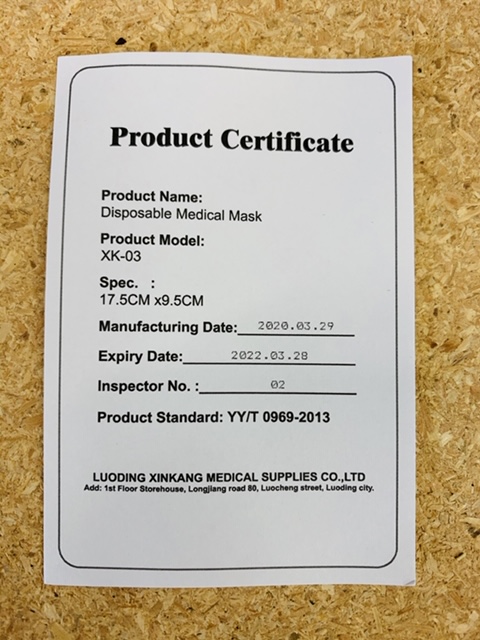 Product Certificate
Product Name:
Disposable Medical Mask
Product Model:
XK-03
Spec. :
17.5CM x9.5CM
Manufacturing Date: 2020.03.29
Expiry Date: 2022.03.28
Inspector No. : 02
Product Standard: YY/T 0969-2013
LUODING XINKANG MEDICAL SUPPLIES CO.,LTD
Add: 1st Floor Storehouse, Longjiang road 80, Luocheng street, Luoding city.